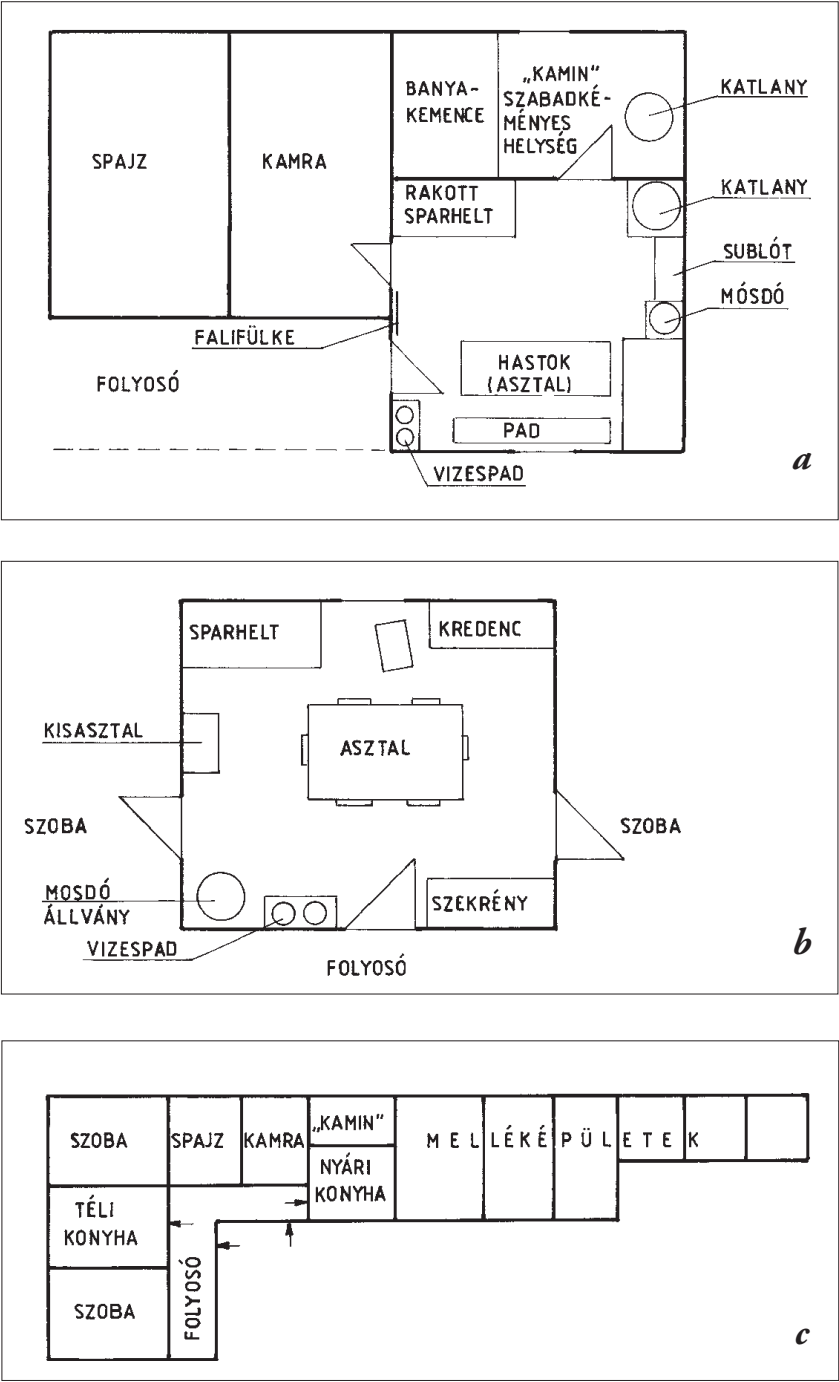 SPAJZ
KAMRA
BANYA-
KEMENCE
„KAMIN“
SZABADKÉ-
MÉNYES
HELYSÉG
KATLANY
RAKOTT
SPARHELT
KATLANY
SUBLÓT
MÓSDÓ
FALIFÜLKE
FOLYOSÓ
HASTOK
(ASZTAL)
PAD
VIZESPAD
a
SPARHELT
KREDENC
KISASZTAL
ASZTAL
SZOBA
SZOBA
MOSDÓ
ÁLLVÁNY
SZEKRÉNY
VIZESPAD
FOLYOSÓ
b
SZOBA
SPAJZ
KAMRA
„KAMIN“
NYÁRI
KONYHA
MELLÉKÉPÜLETEK
TÉLI
KONYHA
FOLYOSÓ
SZOBA
c